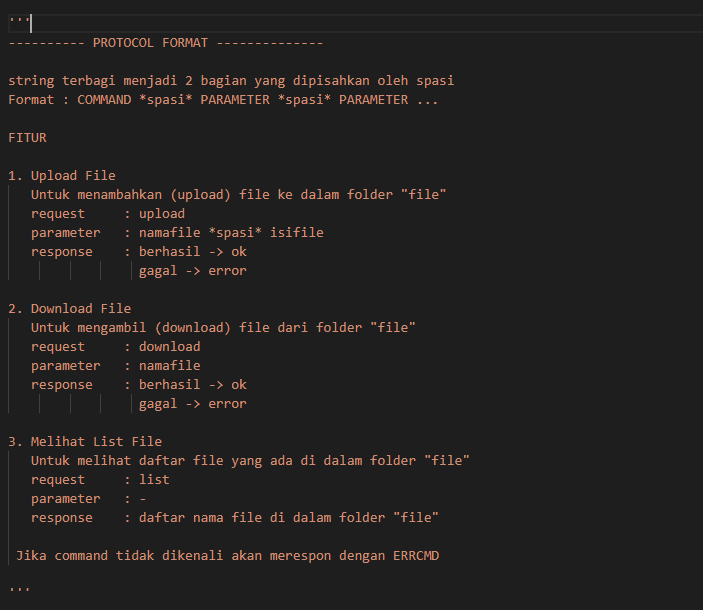 '''
---------- PROTOCOL FORMAT --------------
string terbagi menjadi 2 bagian yang dipisahkan oleh spasi
Format : COMMAND *spasi* PARAMETER *spasi* PARAMETER ...
FITUR
1. Upload File
Untuk menambahkan (upload) file ke dalam folder "file"
request : upload
parameter : namafile *spasi* isifile
response : berhasil -> ok
gagal -> error
2. Download File
Untuk mengambil (download) file dari folder "file"
request : download
parameter : namafile
response : berhasil -> ok
gagal -> error
3. Melihat List File
Untuk melihat daftar file yang ada di dalam folder "file"
request : list
parameter : -
response : daftar nama file di dalam folder "file"
Jika command tidak dikenali akan merespon dengan ERRCMD
'''